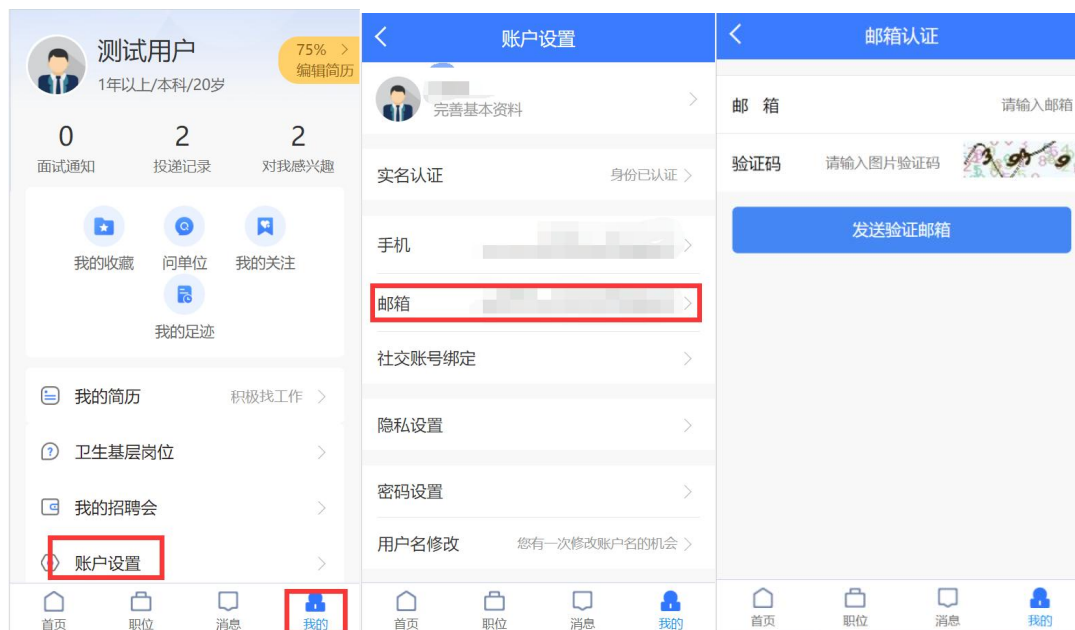 测试用户
1年以上/本科/20岁
75%
编辑简历
0
2
2
面试通知
投递记录
对我感兴趣
我的收藏
问单位
我的关注
我的足迹
我的简历
积极找工作
卫生基层岗位
我的招聘会
账户设置
首页
职位
消息
我的
账户设置
完善基本资料
实名认证
身份已认证
手机
邮箱
社交账号绑定
隐私设置
密码设置
用户名修改
您有一次修改账户名的机会
首页
职位
消息
我的
邮箱认证
邮 箱
请输入邮箱
验证码
请输入图片验证码
发送验证邮箱
首页
职位
消息
我的